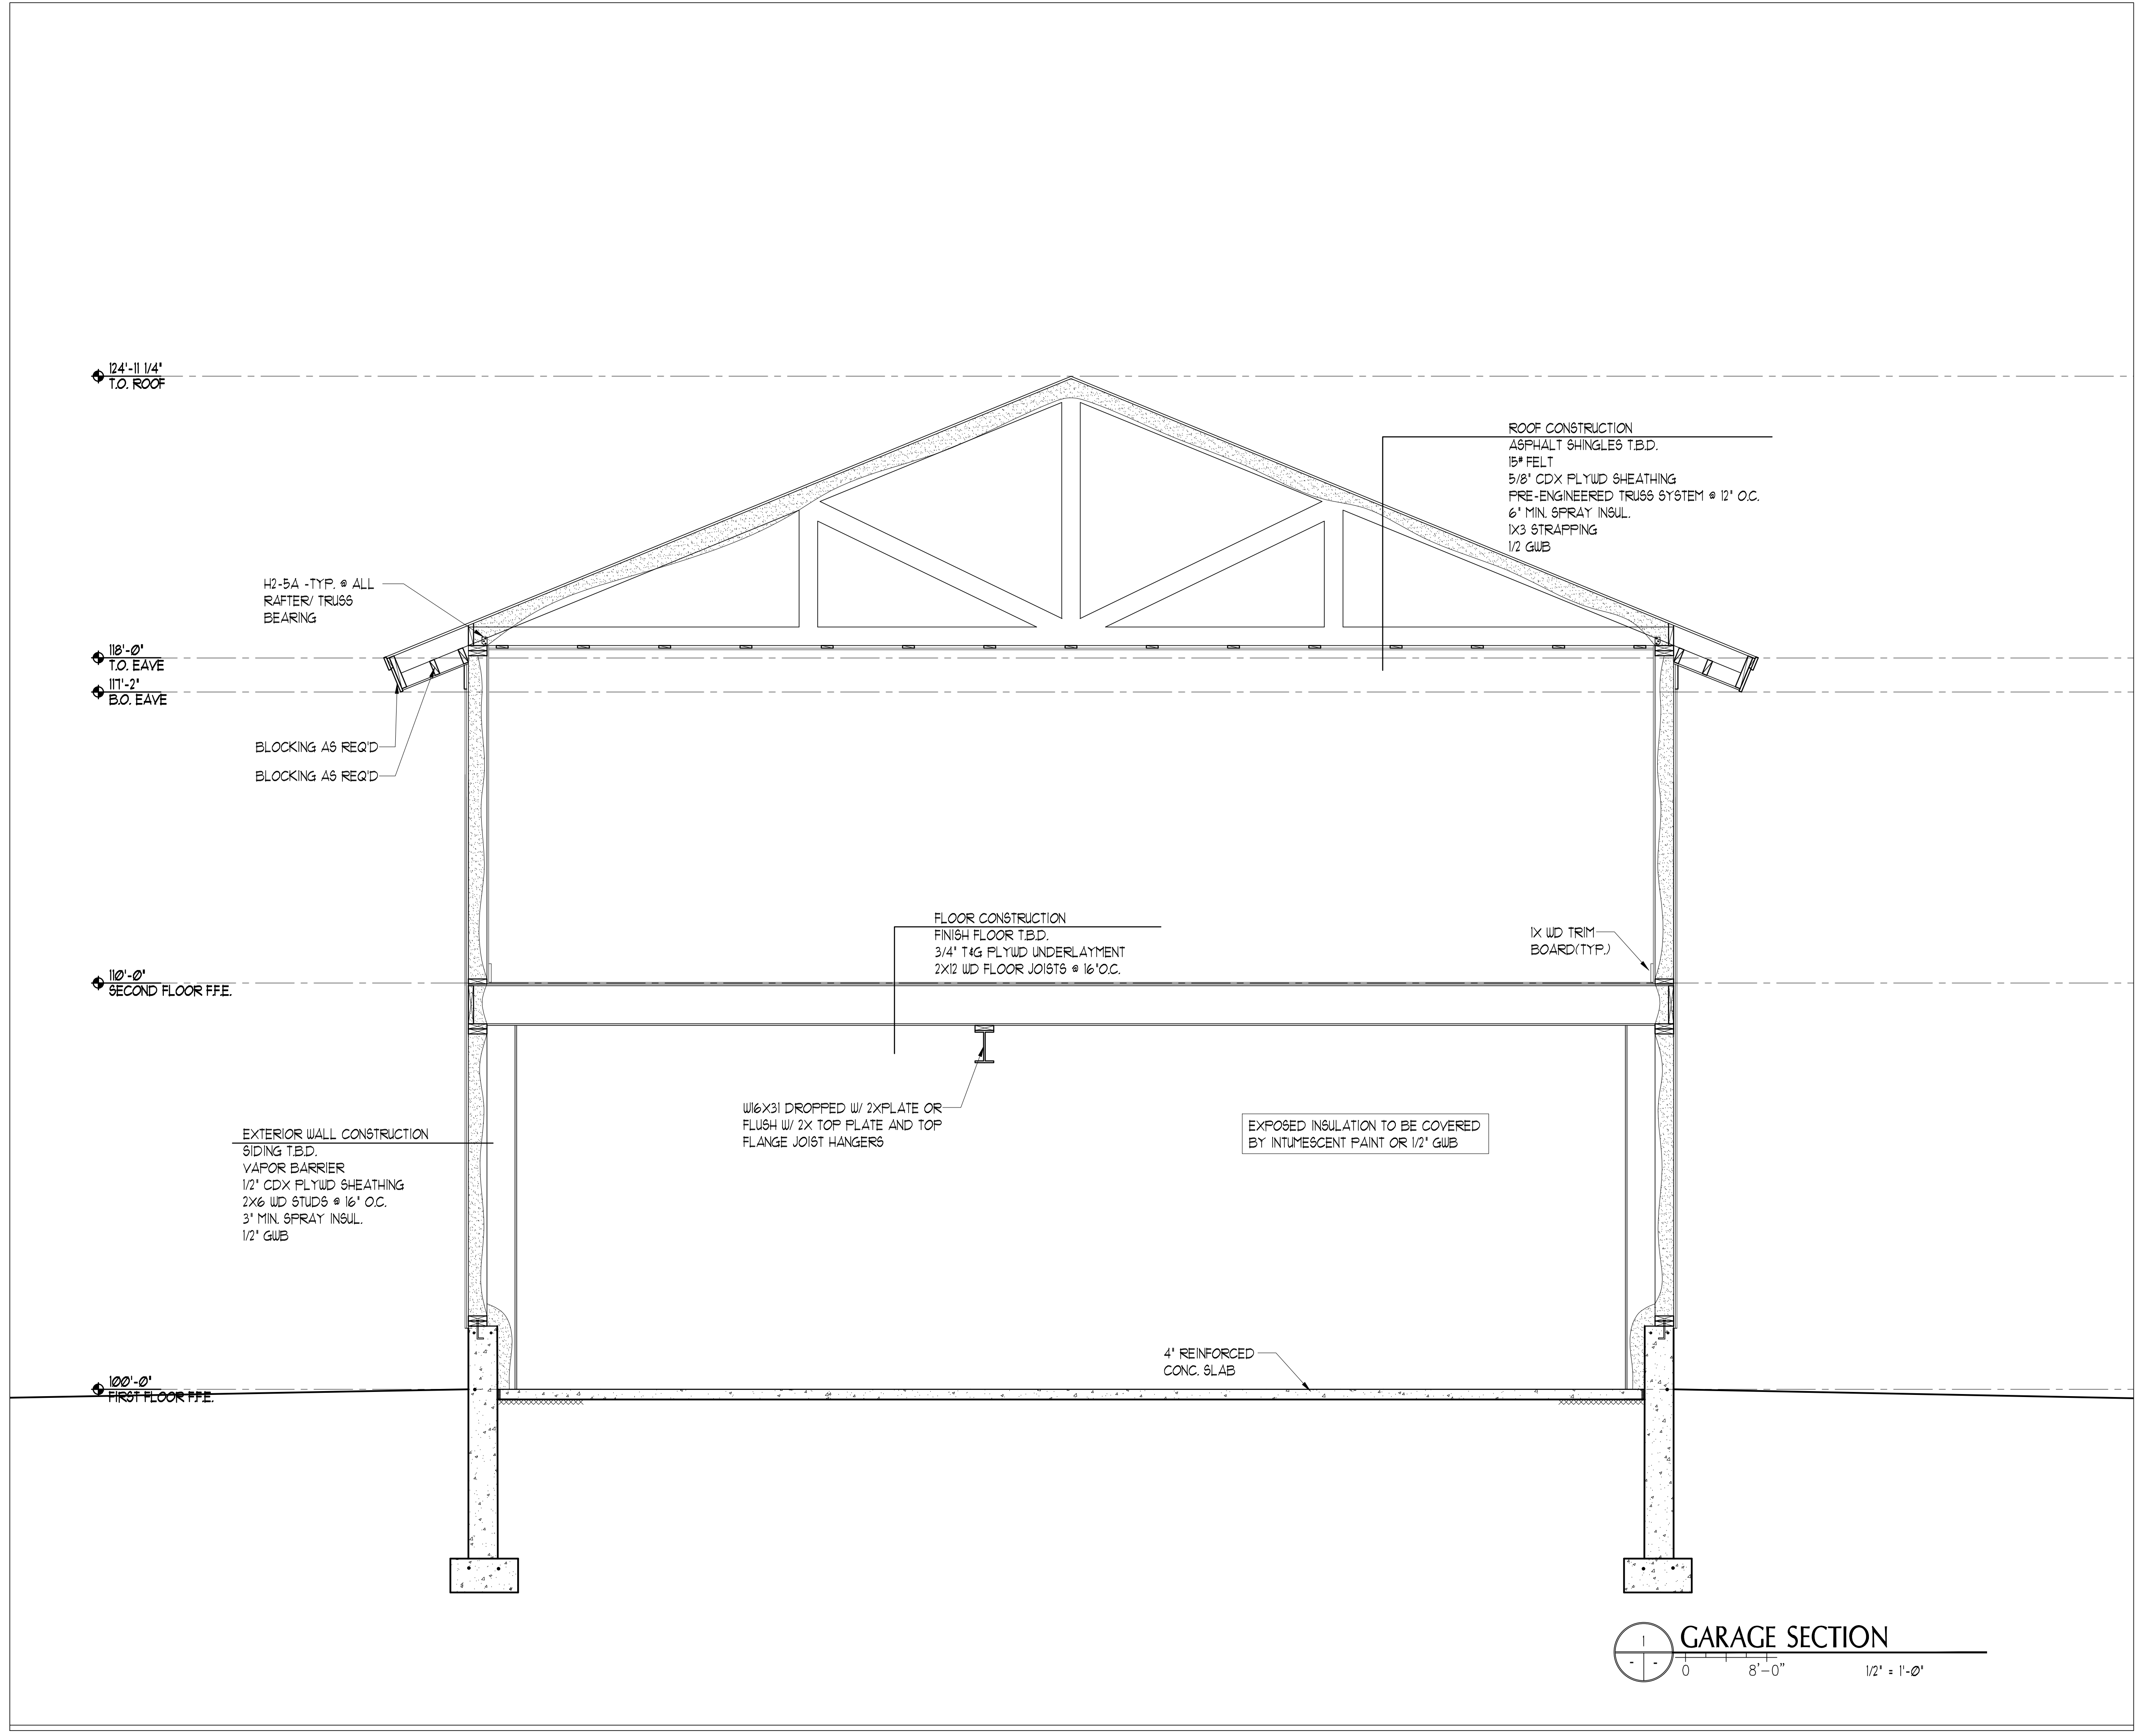 124'-11 1/4"
T.O. ROOF
ROOF CONSTRUCTION
ASPHALT SHINGLES T.B.D.
15# FELT
5/8" CDX PLYWD SHEATHING
PRE-ENGINEERED TRUSS SYSTEM @ 12" O.C.
6" MIN. SPRAY INSUL.
1X3 STRAPPING
1/2 GWB
H2-5A -TYP. @ ALL
RAFTER/ TRUSS
BEARING
118'-0"
T.O. EAVE
117'-2"
B.O. EAVE
BLOCKING AS REQ'D
BLOCKING AS REQ'D
FLOOR CONSTRUCTION
FINISH FLOOR T.B.D.
3/4" T&G PLYWD UNDERLAYMENT
2X12 WD FLOOR JOISTS @ 16"O.C.
1X WD TRIM
BOARD(TYP.)
110'-0"
SECOND FLOOR F.F.E.
W16X31 DROPPED W/ 2XPLATE OR
FLUSH W/ 2X TOP PLATE AND TOP
FLANGE JOIST HANGERS
EXPOSED INSULATION TO BE COVERED
BY INTUMESCENT PAINT OR 1/2" GWB
EXTERIOR WALL CONSTRUCTION
SIDING T.B.D.
VAPOR BARRIER
1/2" CDX PLYWD SHEATHING
2X6 WD STUDS @ 16" O.C.
3" MIN. SPRAY INSUL.
1/2" GWB
4" REINFORCED
CONC. SLAB
100'-0"
FIRST FLOOR F.F.E.
1
- -
GARAGE SECTION
0 8'-0" 1/2" = 1'-0"